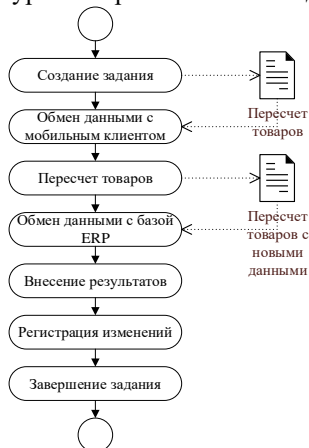 Создание задания
Обмен данными с
мобильным клиентом
Пересчет
товаров
Пересчет товаров
Обмен данными с базой
ERP
Пересчет
товаров с
новыми
данными
Внесение результатов
Регистрация изменений
Завершение задания